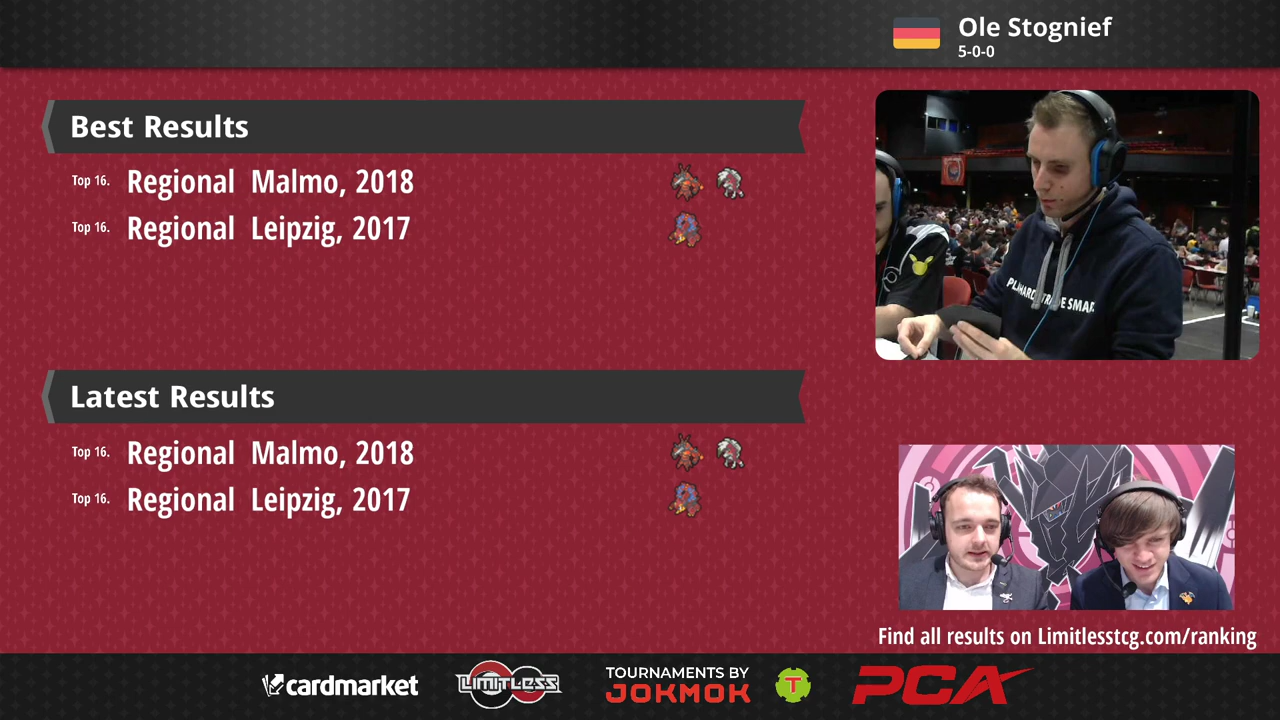 Ole Stognief
5-0-0
Best Results
Top 16. Regional Malmo, 2018
Top 16. Regional Leipzig, 2017
Latest Results
Top 16. Regional Malmo, 2018
Top 16. Regional Leipzig, 2017
Find all results on Limitlesstcg.com/ranking
cardmarket
LIMITLESS
TOURNAMENTS BY
JOKMOK
T
PCA